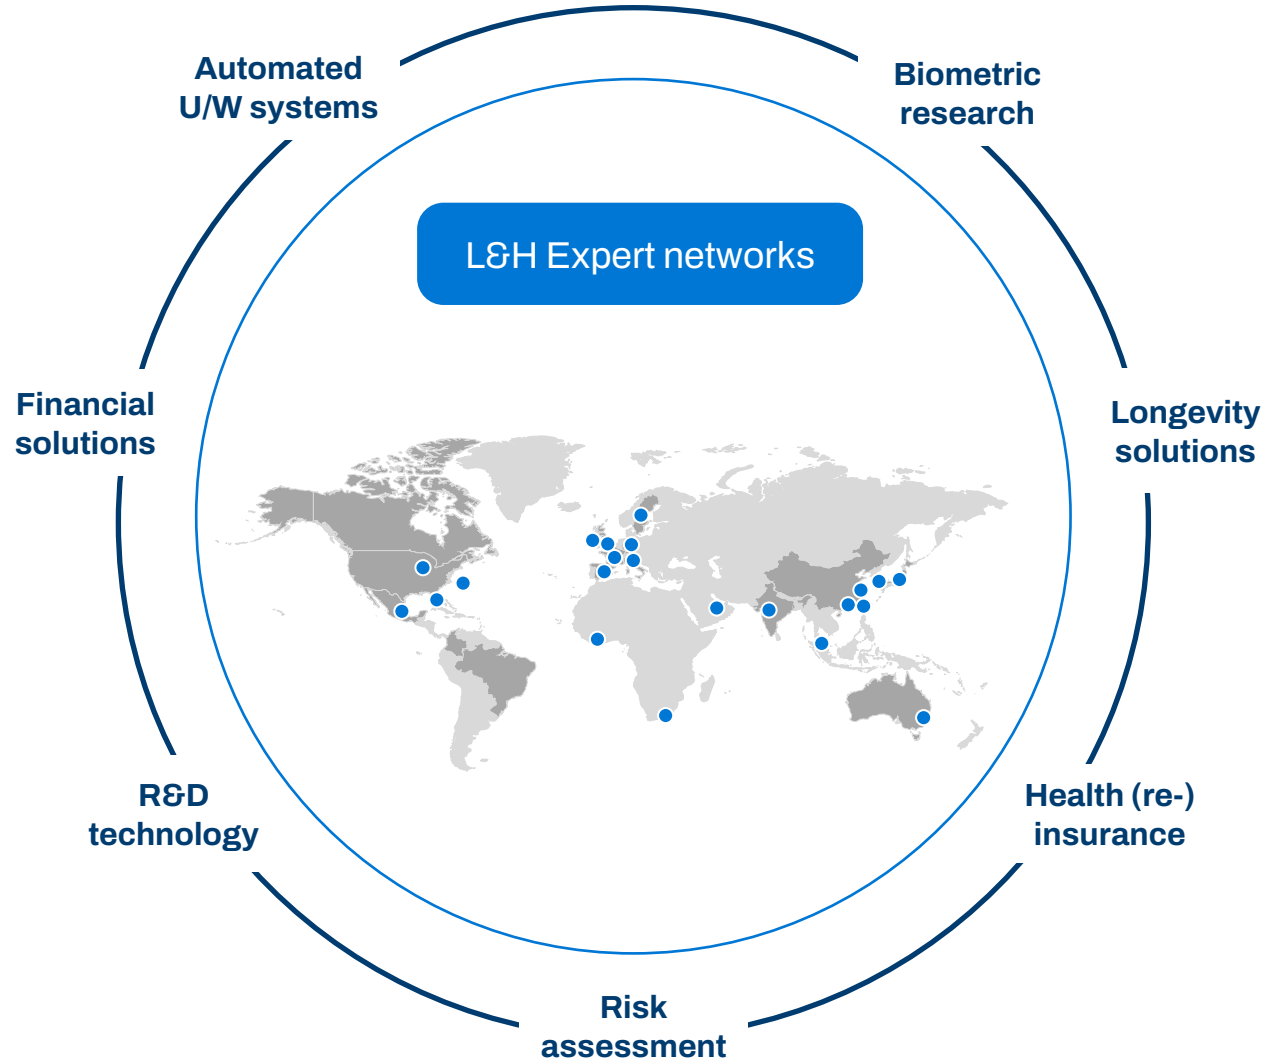 Automated
U/W systems
Biometric
research
L&H Expert networks
Financial
solutions
Longevity
solutions
R&D
technology
Health (re-)
insurance
Risk
assessment